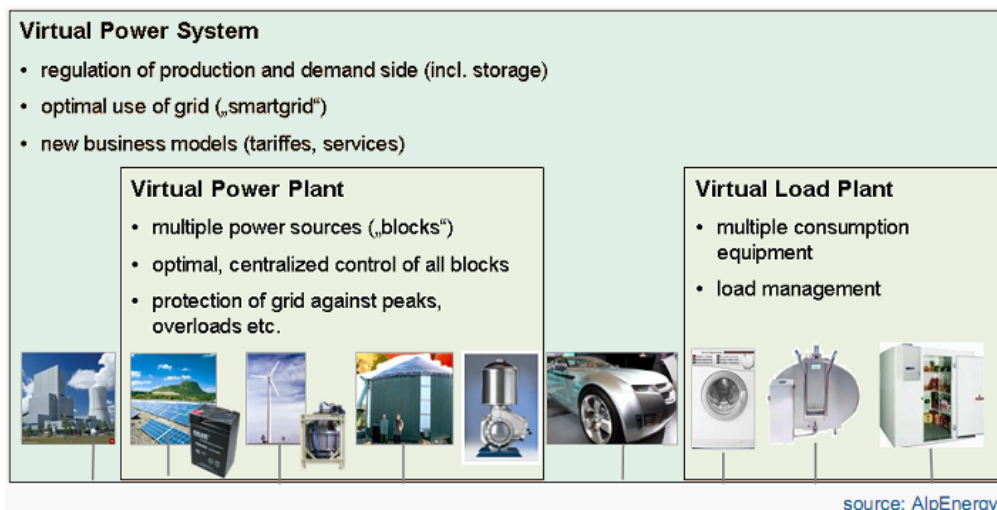 Virtual Power System
• regulation of production and demand side (incl. storage)
• optimal use of grid („smartgrid“)
• new business models (tariffes, services)
Virtual Power Plant
• multiple power sources („blocks“)
• optimal, centralized control of all blocks
• protection of grid against peaks,
overloads etc.
Virtual Load Plant
• multiple consumption
equipment
• load management
source: AlpEnergy